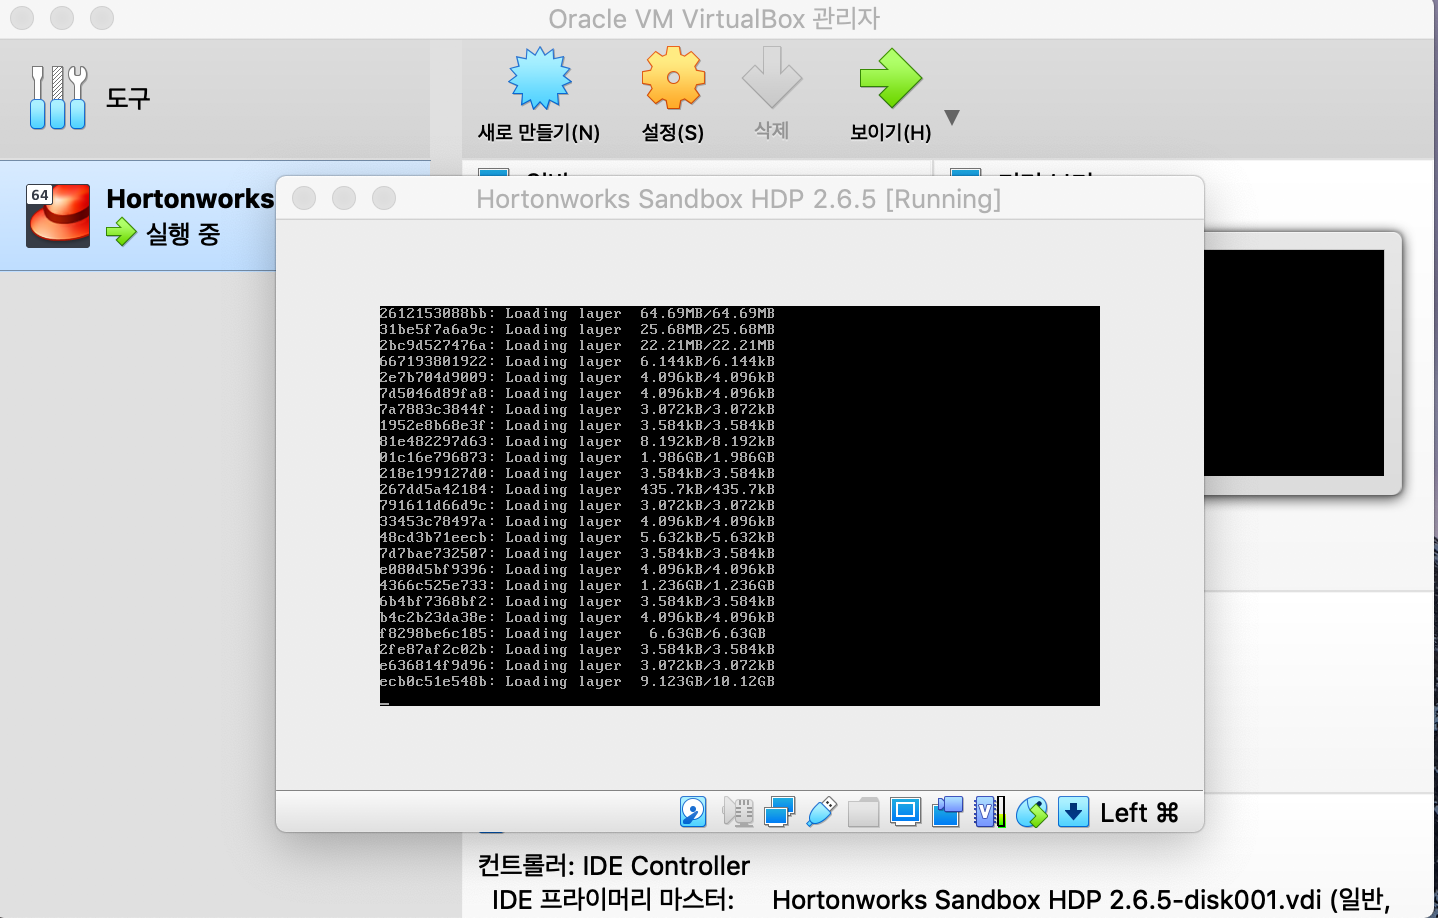 Oracle VM VirtualBox 관리자
도구
새로 만들기(N)
설정(S)
삭제
보이기(H)
64
Hortonworks
실행 중
Hortonworks Sandbox HDP 2.6.5 [Running]
2612153088bb: Loading layer 64.69MB/64.69MB
31be5f7a6a9c: Loading layer 25.68MB/25.68MB
2bc9d527476a: Loading layer 22.21MB/22.21MB
667193801922: Loading layer 6.144kB/6.144kB
2e7b704d9009: Loading layer 4.096kB/4.096kB
7d5046d89fa8: Loading layer 4.096kB/4.096kB
7a7883c3844f: Loading layer 3.072kB/3.072kB
1952e8b68e3f: Loading layer 3.584kB/3.584kB
81e482297d63: Loading layer 8.192kB/8.192kB
01c16e796873: Loading layer 1.986GB/1.986GB
218e199127d0: Loading layer 3.584kB/3.584kB
267dd5a42184: Loading layer 435.7kB/435.7kB
791611d66d9c: Loading layer 3.072kB/3.072kB
33453c78497a: Loading layer 4.096kB/4.096kB
48cd3b71eecb: Loading layer 5.632kB/5.632kB
7d7bae732507: Loading layer 3.584kB/3.584kB
e080d5bf9396: Loading layer 4.096kB/4.096kB
4366c525e733: Loading layer 1.236GB/1.236GB
6b4bf7368bf2: Loading layer 3.584kB/3.584kB
b4c2b23da38e: Loading layer 4.096kB/4.096kB
f8298be6c185: Loading layer 6.63GB/6.63GB
2fe87af2c02b: Loading layer 3.584kB/3.584kB
e636814f9d96: Loading layer 3.072kB/3.072kB
ecb0c51e548b: Loading layer 9.123GB/10.12GB
Left ⌘
컨트롤러: IDE Controller
IDE 프라이머리 마스터: Hortonworks Sandbox HDP 2.6.5-disk001.vdi (일반,